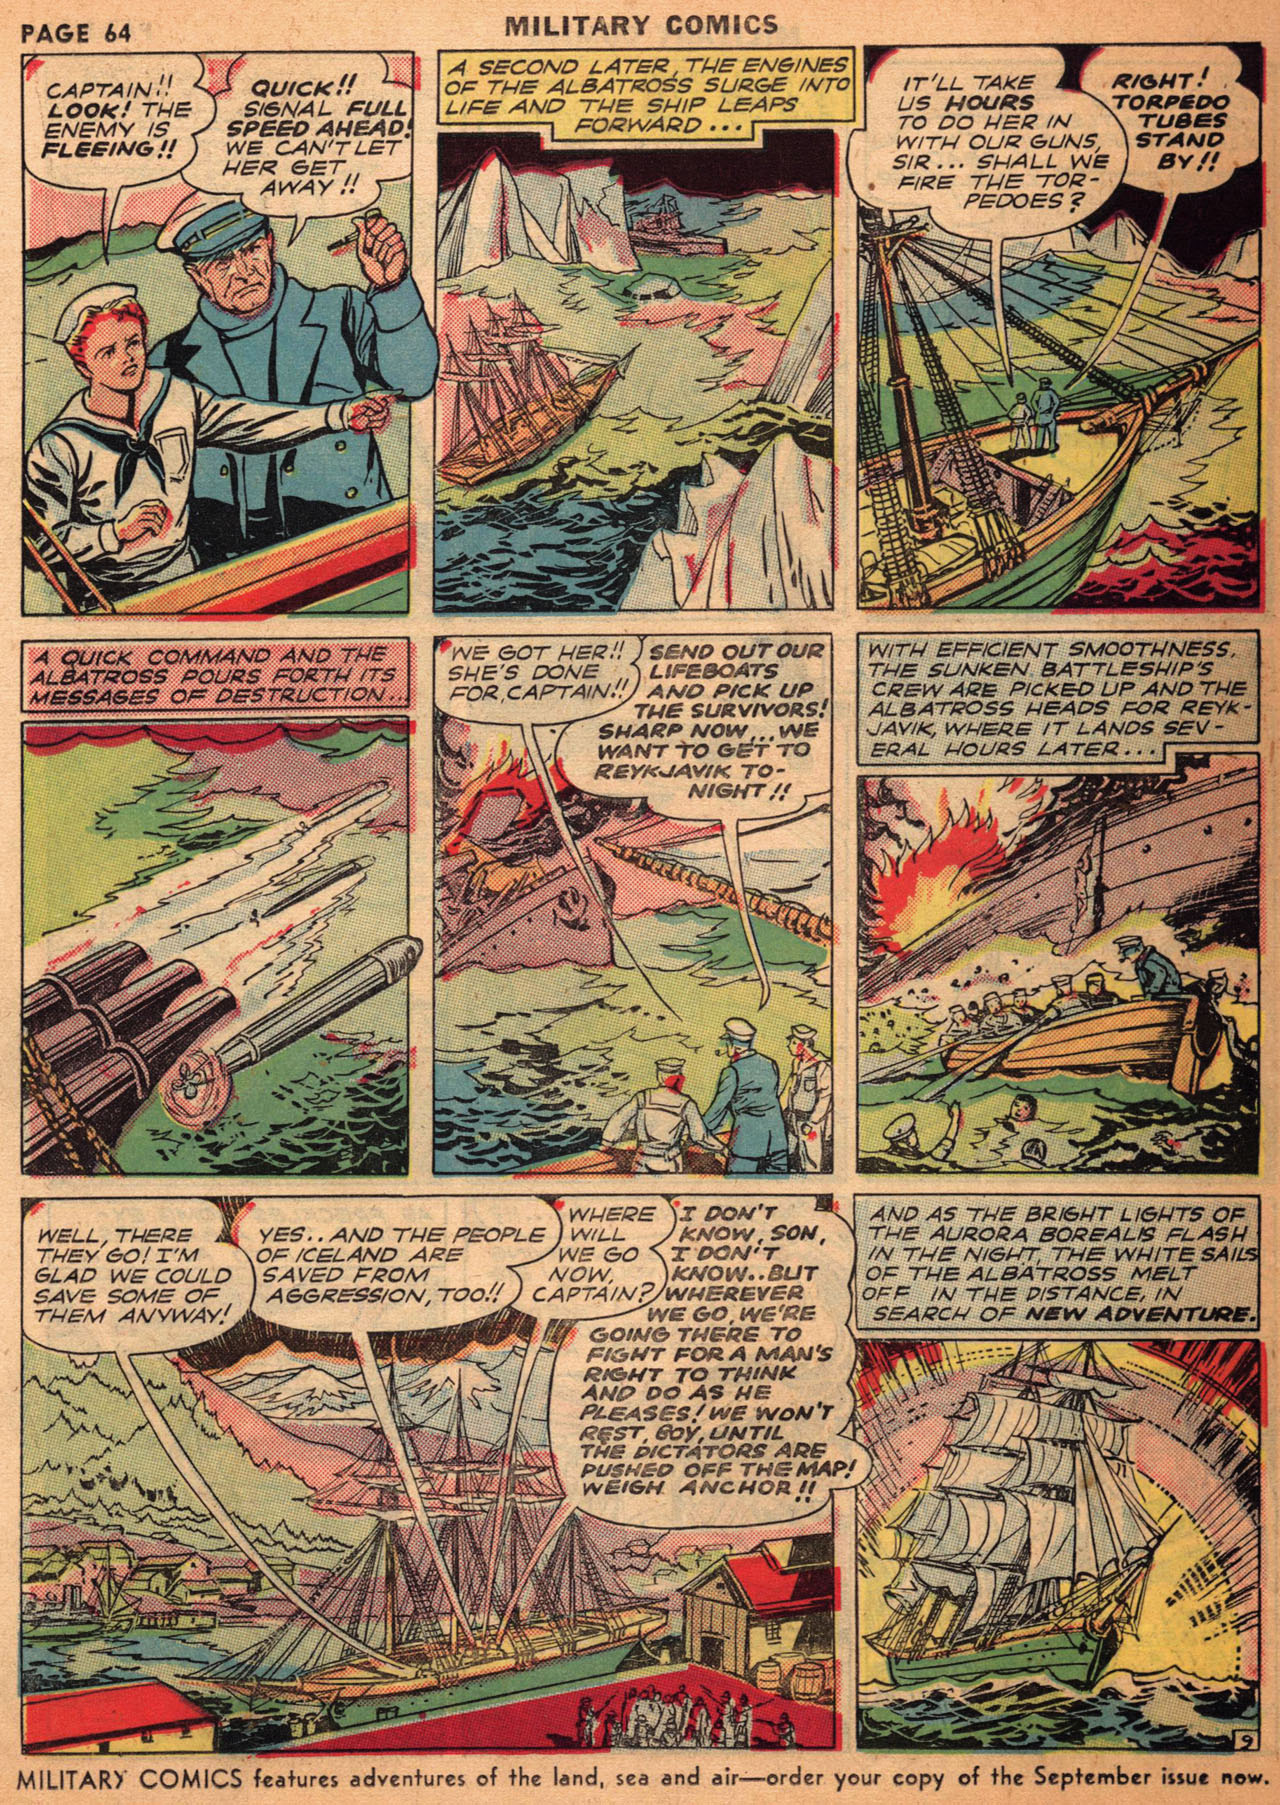 PAGE 64
MILITARY COMICS
CAPTAIN!!
LOOK! THE
ENEMY IS
FLEEING!!
QUICK!!
SIGNAL FULL
SPEED AHEAD!
WE CAN'T LET
HER GET
AWAY!!
A SECOND LATER, THE ENGINES
OF THE ALBATROSS SURGE INTO
LIFE AND THE SHIP LEAPS
FORWARD...
IT'LL TAKE
US HOURS
TO DO HER IN
WITH OUR GUNS,
SIR... SHALL WE
FIRE THE TOR-
PEDOES?
RIGHT!
TORPEDO
TUBES
STAND
BY!!
A QUICK COMMAND AND THE
ALBATROSS POURS FORTH ITS
MESSAGES OF DESTRUCTION...
WE GOT HER!!
SHE'S DONE
FOR, CAPTAIN!!
SEND OUT OUR
LIFEBOATS
AND PICK UP
THE SURVIVORS!
SHARP NOW... WE
WANT TO GET TO
REYKJAVIK TO-
NIGHT!!
WITH EFFICIENT SMOOTHNESS,
THE SUNKEN BATTLESHIP'S
CREW ARE PICKED UP AND THE
ALBATROSS HEADS FOR REYK-
JAVIK, WHERE IT LANDS SEV-
ERAL HOURS LATER...
WELL, THERE
THEY GO! I'M
GLAD WE COULD
SAVE SOME OF
THEM ANYWAY!
YES.. AND THE PEOPLE
OF ICELAND ARE
SAVED FROM
AGGRESSION, TOO!!
WHERE
WILL
WE GO
NOW,
CAPTAIN?
I DON'T
KNOW, SON,
I DON'T
KNOW.. BUT
WHEREVER
WE GO, WE'RE
GOING THERE TO
FIGHT FOR A MAN'S
RIGHT TO THINK
AND DO AS HE
PLEASES! WE WON'T
REST, BOY, UNTIL
THE DICTATORS ARE
PUSHED OFF THE MAP!
WEIGH ANCHOR!!
AND AS THE BRIGHT LIGHTS OF
THE AURORA BOREALIS FLASH
IN THE NIGHT, THE WHITE SAILS
OF THE ALBATROSS MELT
OFF IN THE DISTANCE, IN
SEARCH OF NEW ADVENTURE.
9
MILITARY COMICS features adventures of the land, sea and air—order your copy of the September issue now.